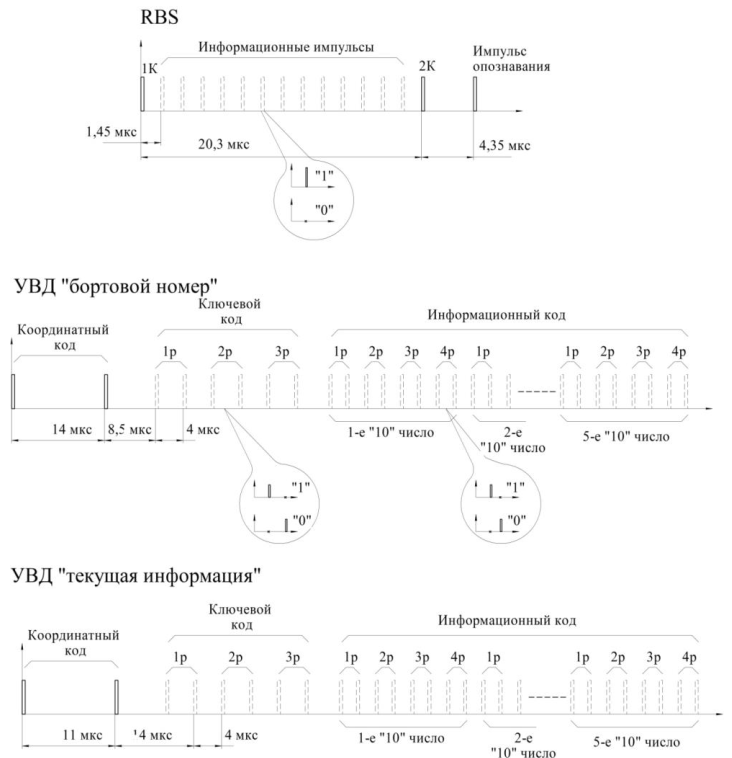 RBS
Информационные импульсы
Импульс
опознавания
1К
2К
1,45 мкс
20,3 мкс
4,35 мкс
"1"
"0"
УВД "бортовой номер"
Координатный
код
Ключевой
код
Информационный код
1р 2р 3р 1р 2р 3р 4р 1р 1р 2р 3р 4р
14 мкс 8,5 мкс 4 мкс
1-е "10" число
2-е
"10" число
5-е "10" число
"1" "1"
"0" "0"
УВД "текущая информация"
Координатный
код
Ключевой
код
Информационный код
1р 2р 3р 1р 2р 3р 4р 1р 1р 2р 3р 4р
11 мкс 4 мкс 4 мкс
1-е "10" число
2-е
"10" число
5-е "10" число